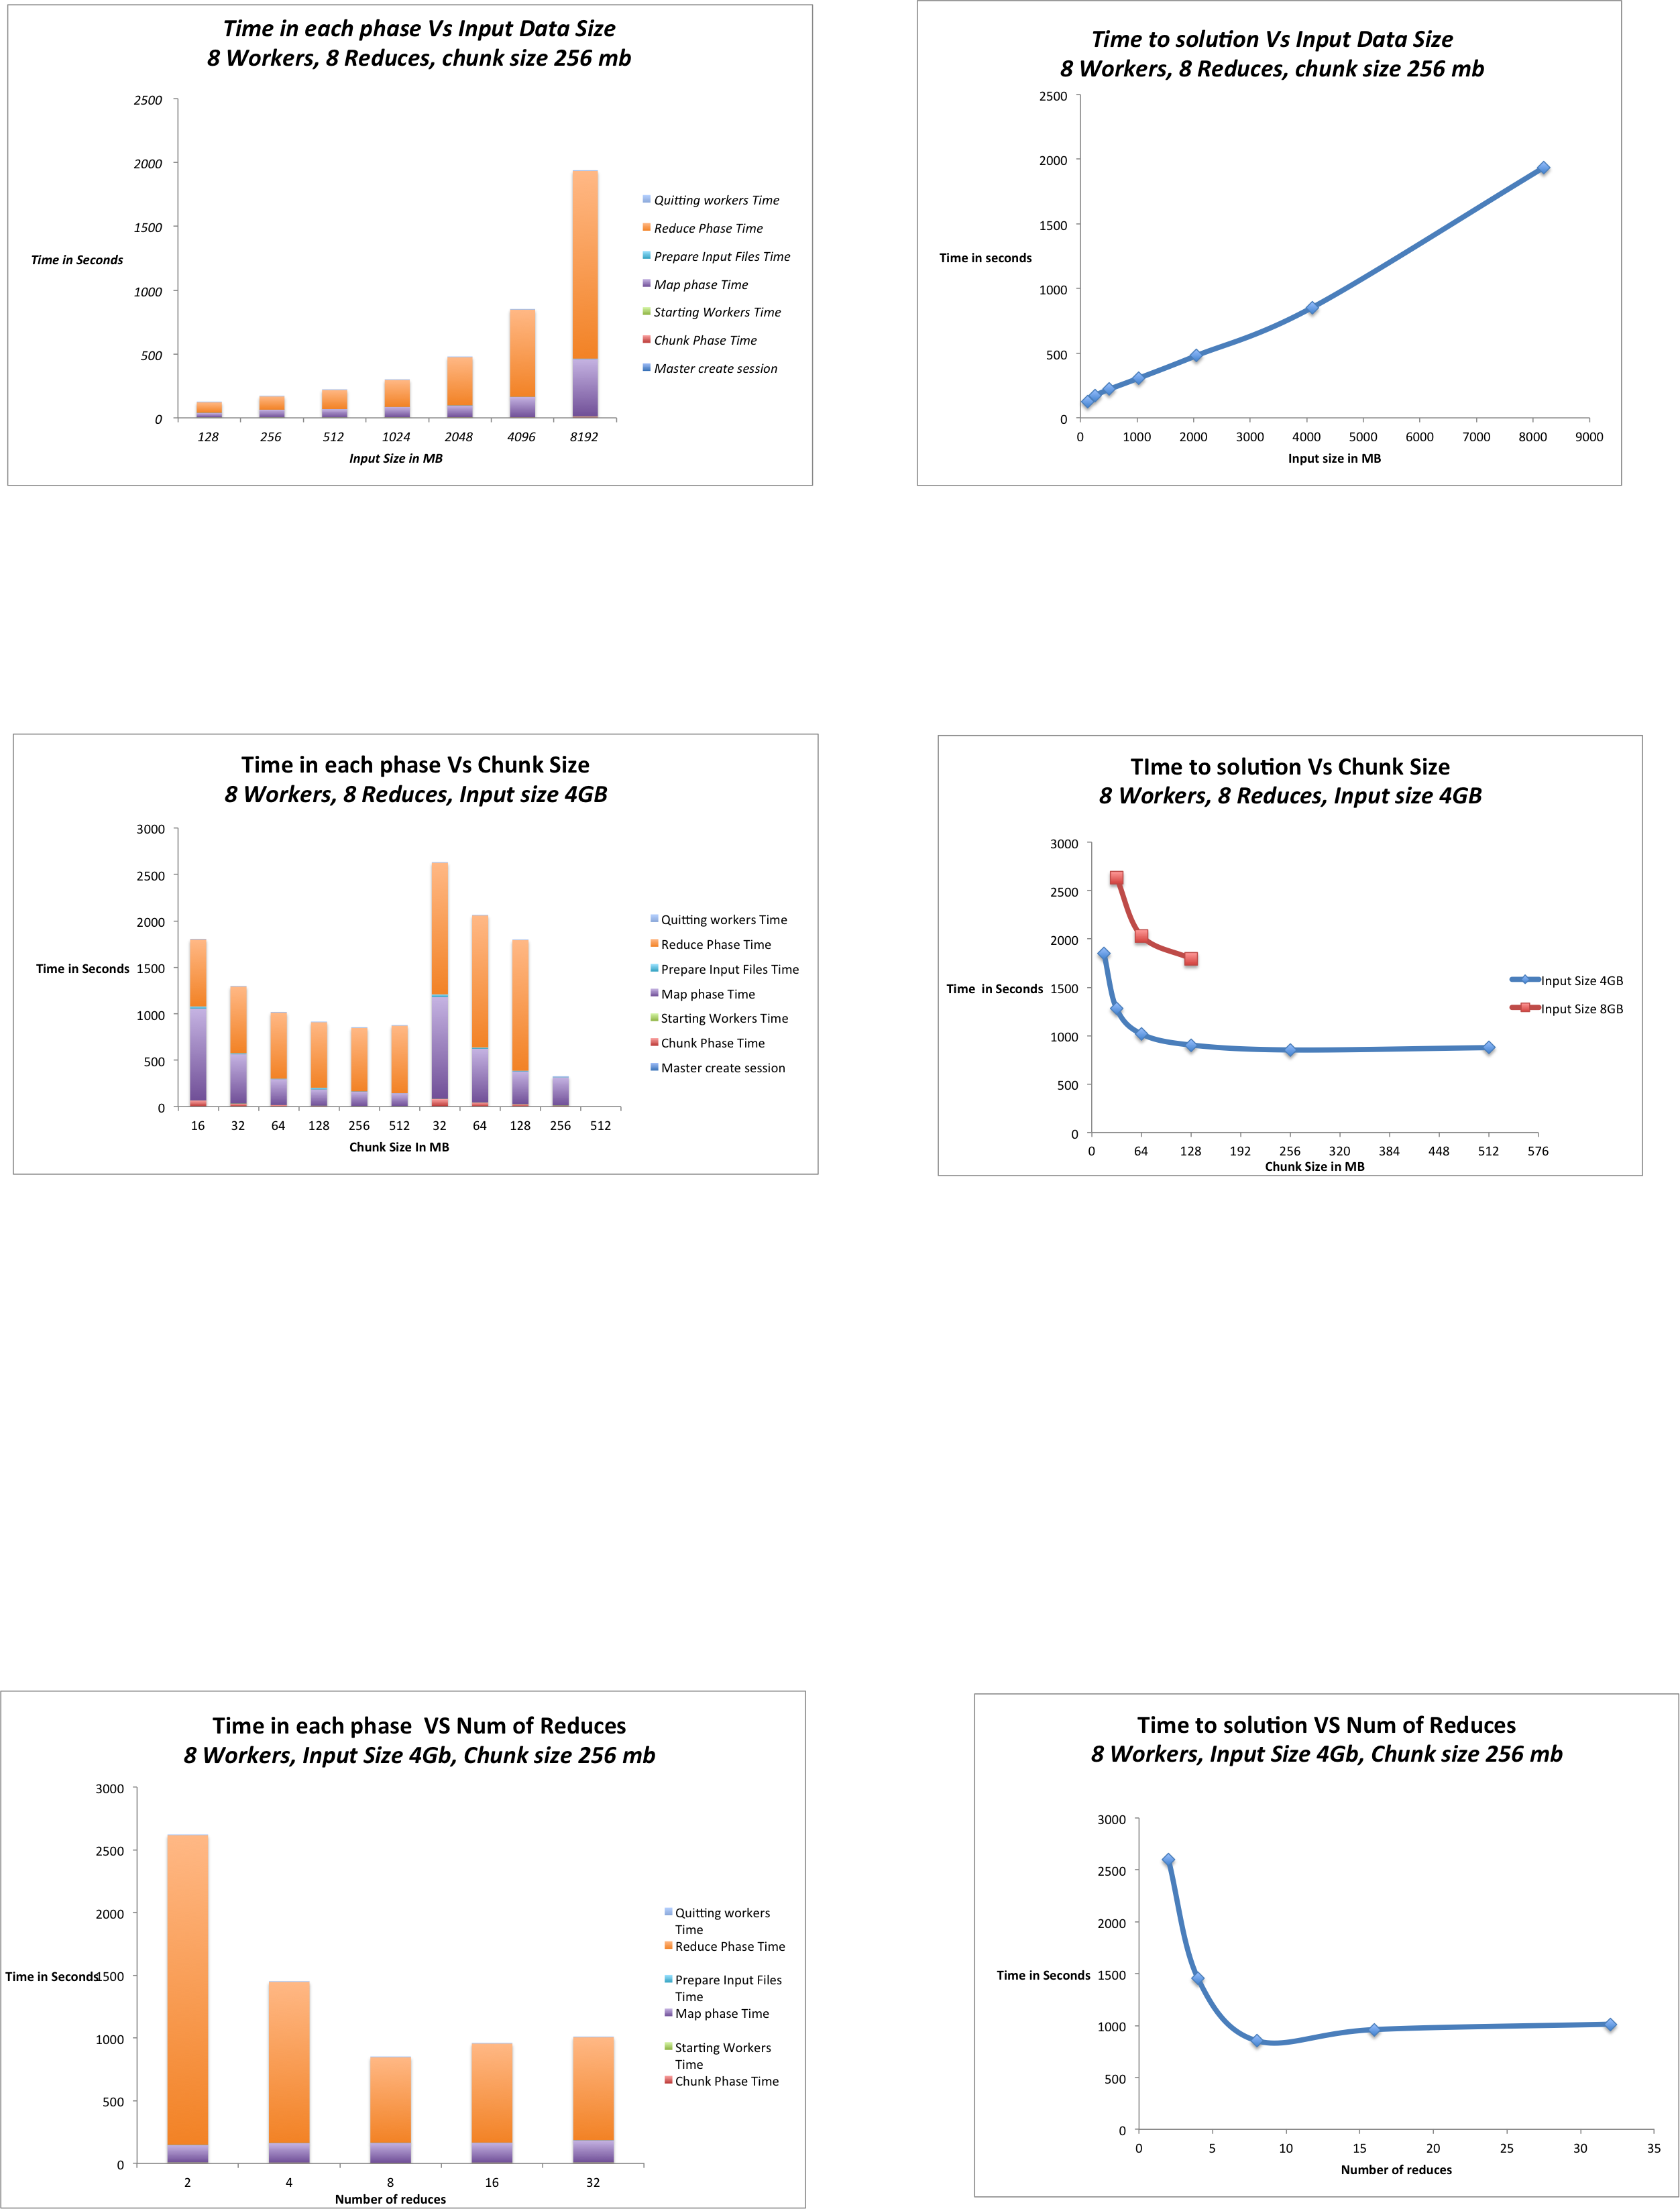 Time in each phase Vs Input Data Size
8 Workers, 8 Reduces, chunk size 256 mb
2500
2000
1500
1000
500
0
Time in Seconds
128 256 512 1024 2048 4096 8192
Input Size in MB
Quitting workers Time
Reduce Phase Time
Prepare Input Files Time
Map phase Time
Starting Workers Time
Chunk Phase Time
Master create session
Time to solution Vs Input Data Size
8 Workers, 8 Reduces, chunk size 256 mb
2500
2000
1500
1000
500
0
Time in seconds
0 1000 2000 3000 4000 5000 6000 7000 8000 9000
Input size in MB
Time in each phase Vs Chunk Size
8 Workers, 8 Reduces, Input size 4GB
3000
2500
2000
1500
1000
500
0
Time in Seconds
16 32 64 128 256 512 32 64 128 256 512
Chunk Size In MB
Quitting workers Time
Reduce Phase Time
Prepare Input Files Time
Map phase Time
Starting Workers Time
Chunk Phase Time
Master create session
TIme to solution Vs Chunk Size
8 Workers, 8 Reduces, Input size 4GB
3000
2500
2000
1500
1000
500
0
Time in Seconds
0 64 128 192 256 320 384 448 512 576
Chunk Size in MB
Input Size 4GB
Input Size 8GB
Time in each phase VS Num of Reduces
8 Workers, Input Size 4Gb, Chunk size 256 mb
3000
2500
2000
1500
1000
500
0
Time in Seconds
2 4 8 16 32
Number of reduces
Quitting workers
Time
Reduce Phase Time
Prepare Input Files
Time
Map phase Time
Starting Workers
Time
Chunk Phase Time
Time to solution VS Num of Reduces
8 Workers, Input Size 4Gb, Chunk size 256 mb
3000
2500
2000
1500
1000
500
0
Time in Seconds
0 5 10 15 20 25 30 35
Number of reduces